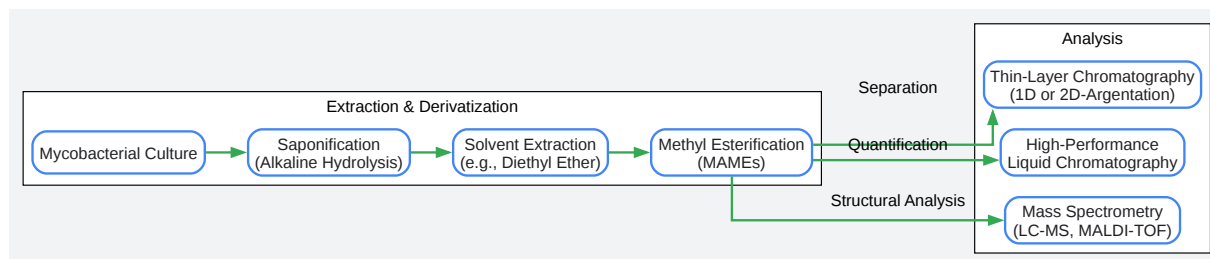 Extraction & Derivatization
Mycobacterial Culture
Saponification
(Alkaline Hydrolysis)
Solvent Extraction
(e.g., Diethyl Ether)
Methyl Esterification
(MAMEs)
Separation
Quantification
Structural Analysis
Analysis
Thin-Layer Chromatography
(1D or 2D-Argentation)
High-Performance
Liquid Chromatography
Mass Spectrometry
(LC-MS, MALDI-TOF)